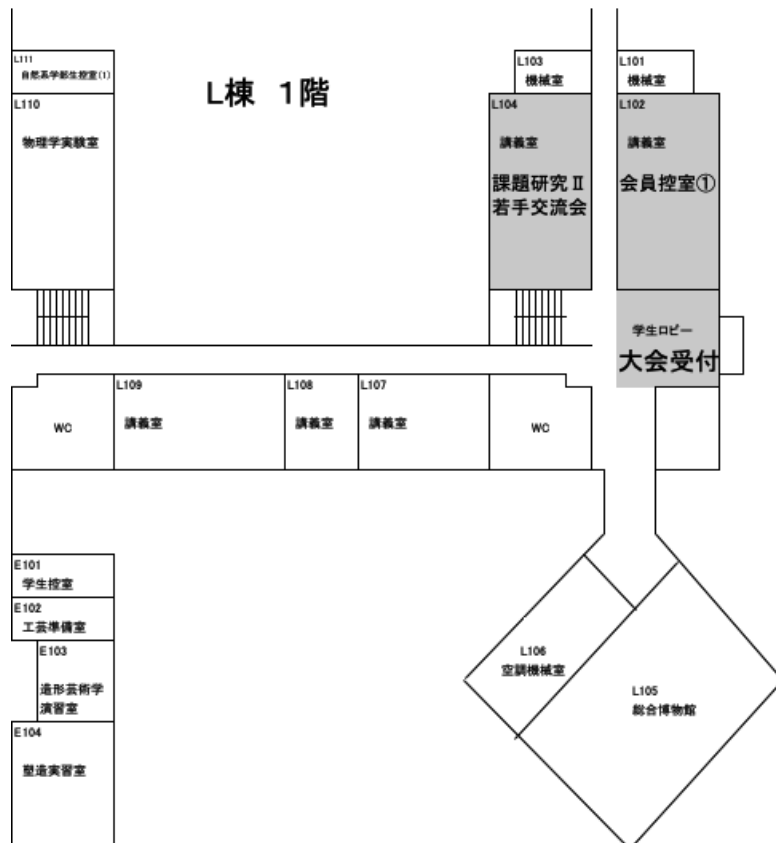 L棟 1階
L111
自然系学部生控室(1)
L110
物理学実験室
L103
機械室
L101
機械室
L104
講義室
課題研究Ⅱ
若手交流会
L102
講義室
会員控室①
学生ロビー
大会受付
WC
L109
講義室
L108
講義室
L107
講義室
WC
E101
学生控室
E102
工芸準備室
E103
造形芸術学
演習室
E104
塑造実習室
L106
空調機械室
L105
総合博物館